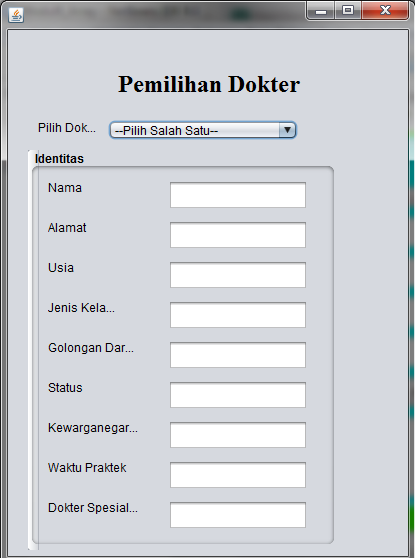 Pemilihan Dokter
Pilih Dok...
--Pilih Salah Satu--
Identitas
Nama
Alamat
Usia
Jenis Kela...
Golongan Dar...
Status
Kewarganegar...
Waktu Praktek
Dokter Spesial...